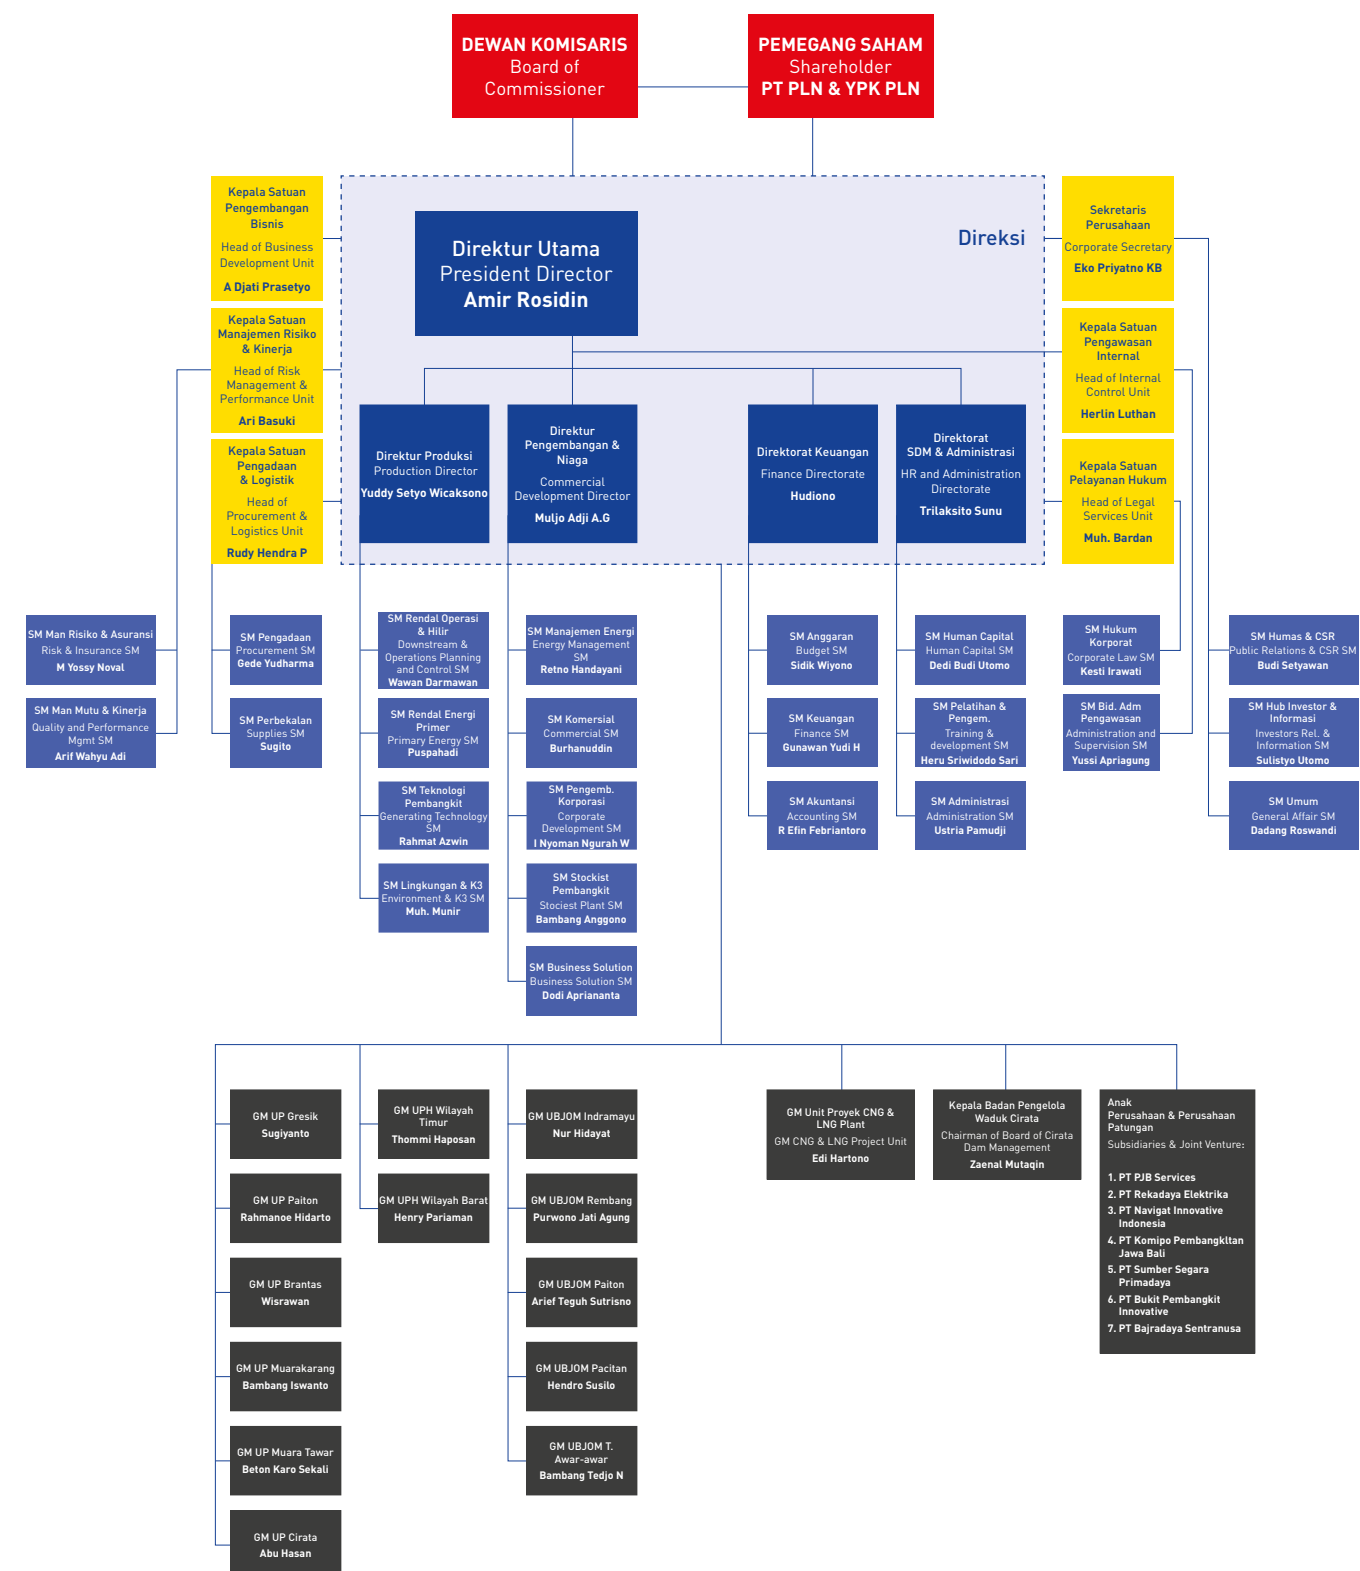 DEWAN KOMISARIS
Board of
Commissioner
PEMEGANG SAHAM
Shareholder
PT PLN & YPK PLN
Kepala Satuan
Pengembangan
Bisnis
Head of Business
Development Unit
A Djati Prasetyo
Kepala Satuan
Manajemen Risiko
& Kinerja
Head of Risk
Management &
Performance Unit
Ari Basuki
Kepala Satuan
Pengadaan
& Logistik
Head of
Procurement &
Logistics Unit
Rudy Hendra P
Direksi
Direktur Utama
President Director
Amir Rosidin
Direktur Produksi
Production Director
Yuddy Setyo Wicaksono
Direktur
Pengembangan &
Niaga
Commercial
Development Director
Muljo Adji A.G
Direktorat Keuangan
Finance Directorate
Hudiono
Direktorat
SDM & Administrasi
HR and Administration
Directorate
Trilaksito Sunu
Sekretaris
Perusahaan
Corporate Secretary
Eko Priyatno KB
Kepala Satuan
Pengawasan
Internal
Head of Internal
Control Unit
Herlin Luthan
Kepala Satuan
Pelayanan Hukum
Head of Legal
Services Unit
Muh. Bardan
SM Man Risiko & Asuransi
Risk & Insurance SM
M Yossy Noval
SM Man Mutu & Kinerja
Quality and Performance
Mgmt SM
Arif Wahyu Adi
SM Pengadaan
Procurement SM
Gede Yudharma
SM Perbekalan
Supplies SM
Sugito
SM Rendal Operasi
& Hilir
Downstream &
Operations Planning
and Control SM
Wawan Darmawan
SM Rendal Energi
Primer
Primary Energy SM
Puspahadi
SM Teknologi
Pembangkit
Generating Technology
SM
Rahmat Azwin
SM Lingkungan & K3
Environment & K3 SM
Muh. Munir
SM Manajemen Energi
Energy Management
SM
Retno Handayani
SM Komersial
Commercial SM
Burhanuddin
SM Pengemb.
Korporasi
Corporate
Development SM
I Nyoman Ngurah W
SM Stockist
Pembangkit
Stociest Plant SM
Bambang Anggono
SM Business Solution
Business Solution SM
Dodi Apriananta
SM Anggaran
Budget SM
Sidik Wiyono
SM Keuangan
Finance SM
Gunawan Yudi H
SM Akuntansi
Accounting SM
R Efin Febriantoro
SM Human Capital
Human Capital SM
Dedi Budi Utomo
SM Pelatihan &
Pengem.
Training &
development SM
Heru Sriwidodo Sari
SM Administrasi
Administration SM
Ustria Pamudji
SM Hukum
Korporat
Corporate Law SM
Kesti Irawati
SM Bid. Adm
Pengawasan
Administration and
Supervision SM
Yussi Apriagung
SM Humas & CSR
Public Relations & CSR SM
Budi Setyawan
SM Hub Investor &
Informasi
Investors Rel. &
Information SM
Sulistyo Utomo
SM Umum
General Affair SM
Dadang Roswandi
GM UP Gresik
Sugiyanto
GM UP Paiton
Rahmanoe Hidarto
GM UP Brantas
Wisrawan
GM UP Muarakarang
Bambang Iswanto
GM UP Muara Tawar
Beton Karo Sekali
GM UP Cirata
Abu Hasan
GM UPH Wilayah
Timur
Thommi Haposan
GM UPH Wilayah Barat
Henry Pariaman
GM UBJOM Indramayu
Nur Hidayat
GM UBJOM Rembang
Purwono Jati Agung
GM UBJOM Paiton
Arief Teguh Sutrisno
GM UBJOM Pacitan
Hendro Susilo
GM UBJOM T.
Awar-awar
Bambang Tedjo N
GM Unit Proyek CNG &
LNG Plant
GM CNG & LNG Project Unit
Edi Hartono
Kepala Badan Pengelola
Waduk Cirata
Chairman of Board of Cirata
Dam Management
Zaenal Mutaqin
Anak
Perusahaan & Perusahaan
Patungan
Subsidiaries & Joint Venture:
1. PT PJB Services
2. PT Rekadaya Elektrika
3. PT Navigat Innovative
Indonesia
4. PT Komipo Pembangkltan
Jawa Bali
5. PT Sumber Segara
Primadaya
6. PT Bukit Pembangkit
Innovative
7. PT Bajradaya Sentranusa